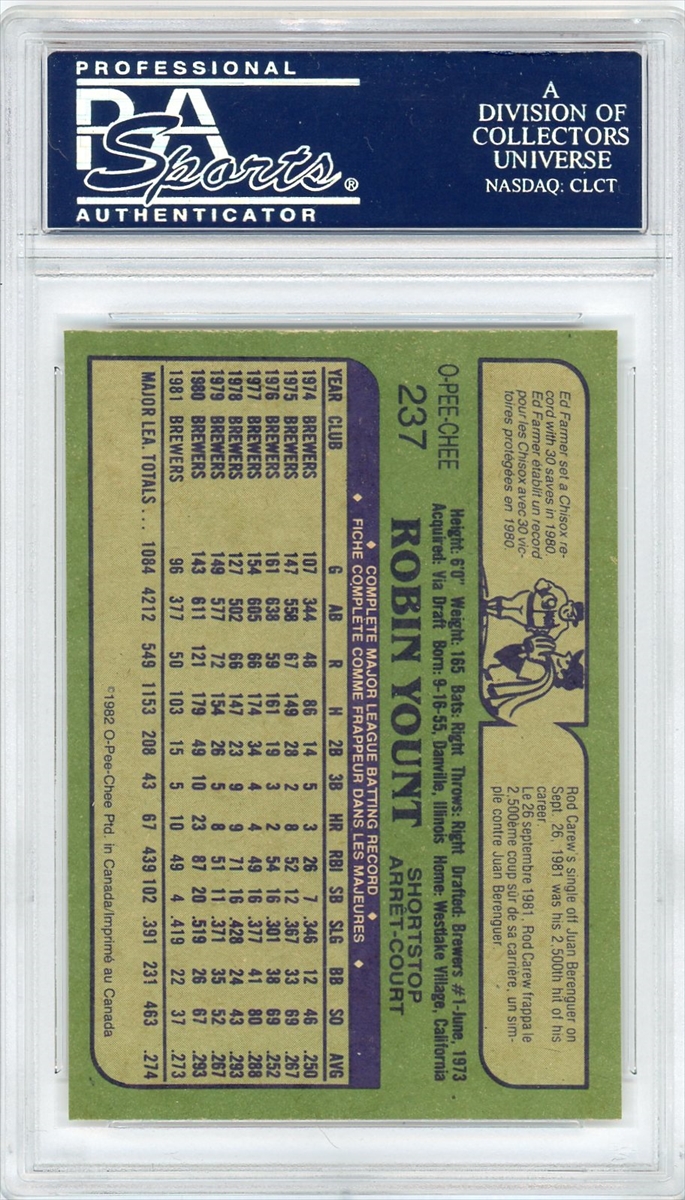 PROFESSIONAL
PSA
Sports®
AUTHENTICATOR
A
DIVISION OF
COLLECTORS
UNIVERSE
NASDAQ: CLCT
Ed Farmer set a Chisox re-
cord with 30 saves in 1980.
Ed Farmer établit un record
pour les Chisox avec 30 vic-
toires protégées en 1980.
Rod Carew's single off Juan Berenguer on
Sept. 26, 1981 was his 2,500th hit of his
career.
Le 26 septembre 1981, Rod Carew frappa le
2,500ème coup sûr de sa carrière, un sim-
ple contre Juan Berenguer.
O-PEE-CHEE
237
Height: 6'0" Weight: 165 Bats: Right Throws: Right Drafted: Brewers #1-June, 1973
Acquired: Via Draft Born: 9-16-55, Danville, Illinois Home: Westlake Village, California
ROBIN YOUNT
SHORTSTOP
ARRÊT-COURT
♦ COMPLETE MAJOR LEAGUE BATTING RECORD ♦
♦ FICHE COMPLÈTE COMME FRAPPEUR DANS LES MAJEURES ♦
YEAR CLUB G AB R H 2B 3B HR RBI SB SLG BB SO AVG
1974 BREWERS 107 344 48 86 14 5 3 26 7 .346 12 46 .250
1975 BREWERS 147 558 67 149 28 2 8 52 12 .367 33 69 .267
1976 BREWERS 161 638 59 161 19 3 2 54 16 .301 38 69 .252
1977 BREWERS 154 605 66 174 34 4 4 49 16 .377 41 80 .288
1978 BREWERS 127 502 66 147 23 9 9 71 16 .428 24 43 .293
1979 BREWERS 149 577 72 154 26 5 8 51 11 .371 35 52 .267
1980 BREWERS 143 611 121 179 49 10 23 87 20 .519 26 67 .293
1981 BREWERS 96 377 50 103 15 5 10 49 4 .419 22 37 .273
MAJOR LEA. TOTALS ... 1084 4212 549 1153 208 43 67 439 102 .391 231 463 .274
©1982 O-Pee-Chee Ptd. in Canada/Imprimé au Canada